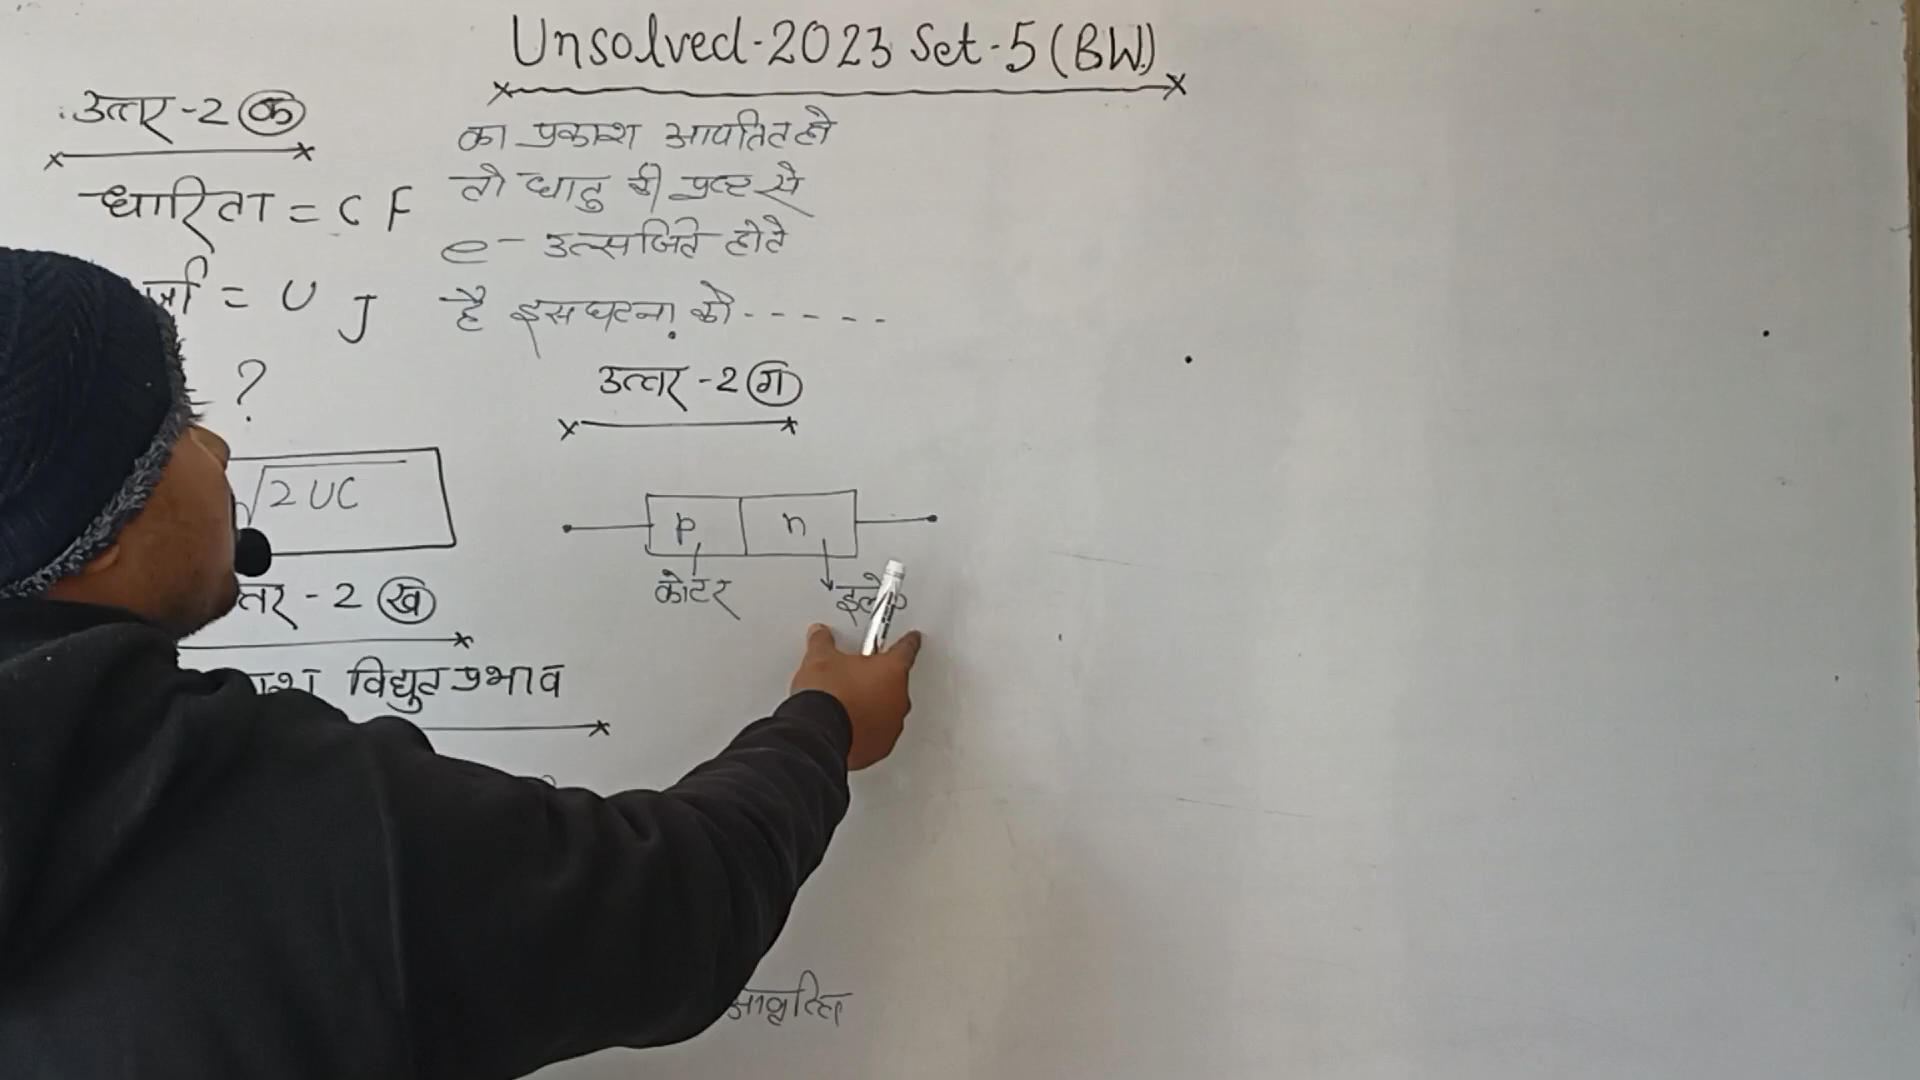 Unsolved-2023 Set-5 (BW)
उत्तर -2 (क)
धारिता = C F
र्जा = U J
?
√2UC
त्तर - 2 (ख)
विद्युत प्रभाव
का प्रकाश आपतित हो
तो धातु की पृष्ठ से
e- उत्सर्जित होते
है इस घटना को -----
उत्तर -2 (ग)
p n
कोटर
आवृत्ति